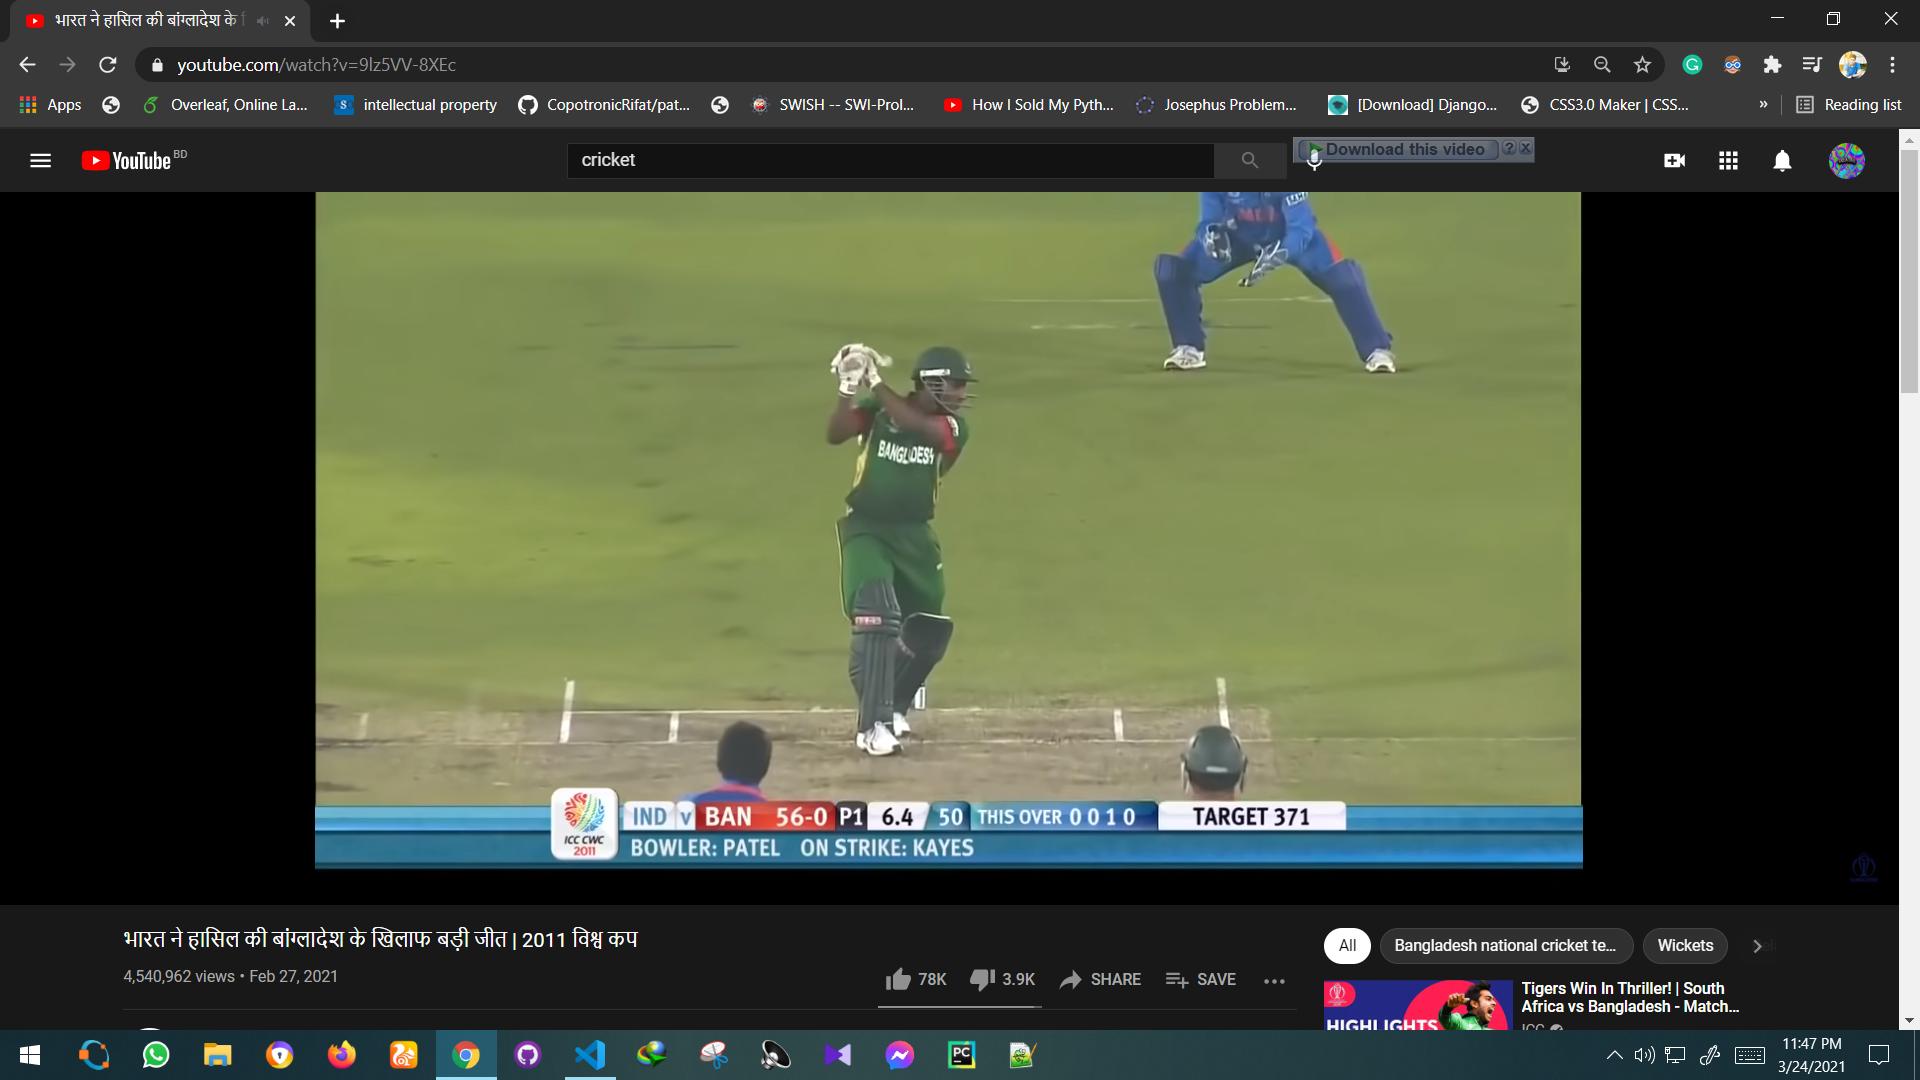 भारत ने हासिल की बांग्लादेश के
youtube.com/watch?v=9lz5VV-8XEc
Apps Overleaf, Online La... intellectual property CopotronicRifat/pat... SWISH -- SWI-Prol... How I Sold My Pyth... Josephus Problem... [Download] Django... CSS3.0 Maker | CSS... » Reading list
YouTube BD cricket Download this video ?
BANGLADESH
IND v BAN 56-0 P1 6.4 50 THIS OVER 0 0 1 0 TARGET 371
ICC CWC 2011
BOWLER: PATEL ON STRIKE: KAYES
भारत ने हासिल की बांग्लादेश के खिलाफ बड़ी जीत | 2011 विश्व कप
4,540,962 views • Feb 27, 2021
78K 3.9K SHARE SAVE
All Bangladesh national cricket te... Wickets
HIGHLIGHTS
Tigers Win In Thriller! | South
Africa vs Bangladesh - Match...
ICC
11:47 PM
3/24/2021